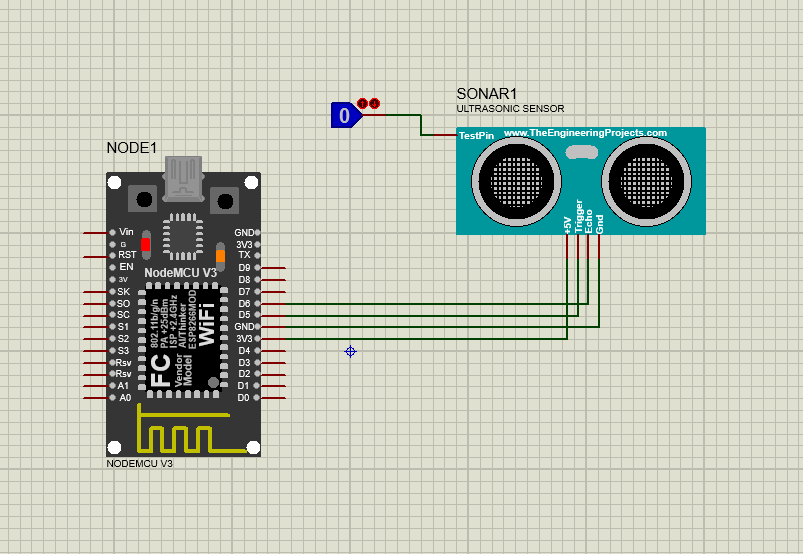 SONAR1
ULTRASONIC SENSOR
0
TestPin
www.TheEngineeringProjects.com
+5V
Trigger
Echo
Gnd
NODE1
Vin
G
RST
EN
3V
SK
SO
SC
S1
S2
S3
Rsv
Rsv
A1
A0
GND
3V3
TX
D9
D8
D7
D6
D5
GND
3V3
D4
D3
D2
D1
D0
NodeMCU V3
FC
802.11b/g/n
PA +25dBm
ISP +2.4GHz
AI/Thinker
ESP8266MOD
WiFi
Vender
Model
NODEMCU V3